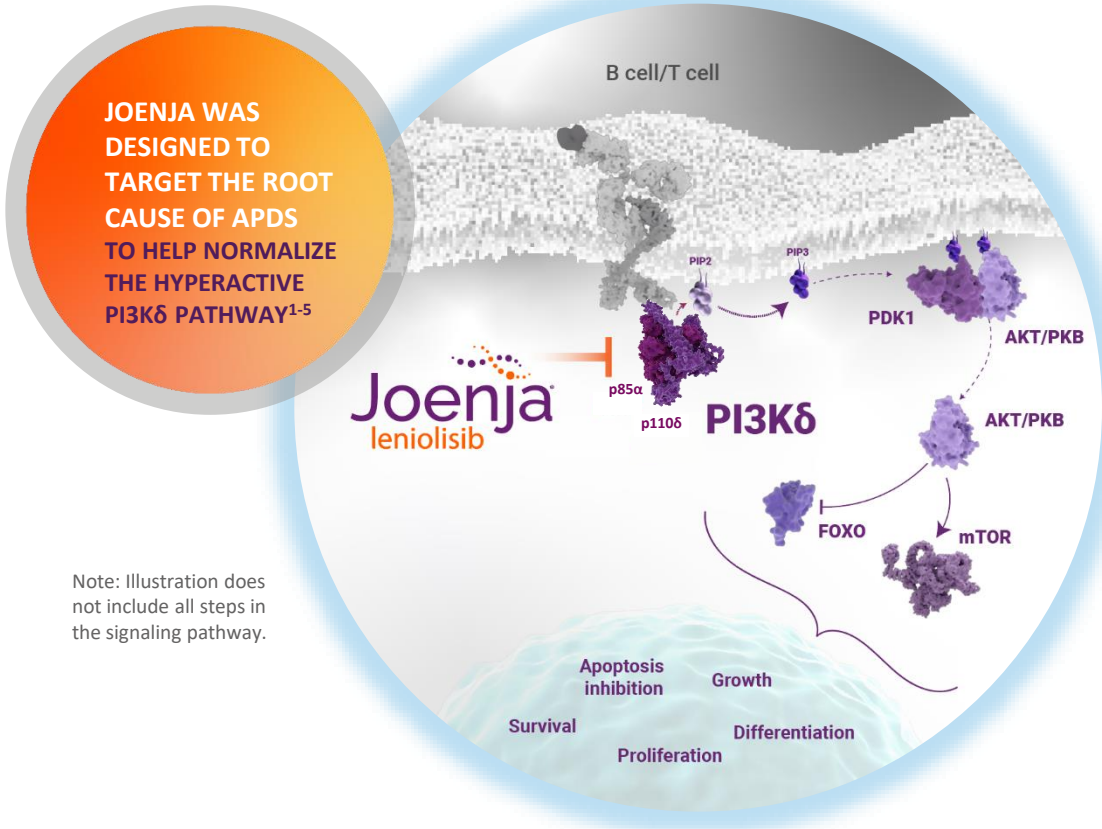 JOENJA WAS
DESIGNED TO
TARGET THE ROOT
CAUSE OF APDS
TO HELP NORMALIZE
THE HYPERACTIVE
PI3Kδ PATHWAY¹⁻⁵
B cell/T cell
PIP2
PIP3
PDK1
AKT/PKB
Joenja®
leniolisib
p85α
p110δ
PI3Kδ
AKT/PKB
FOXO
mTOR
Note: Illustration does
not include all steps in
the signaling pathway.
Apoptosis
inhibition
Growth
Survival
Differentiation
Proliferation